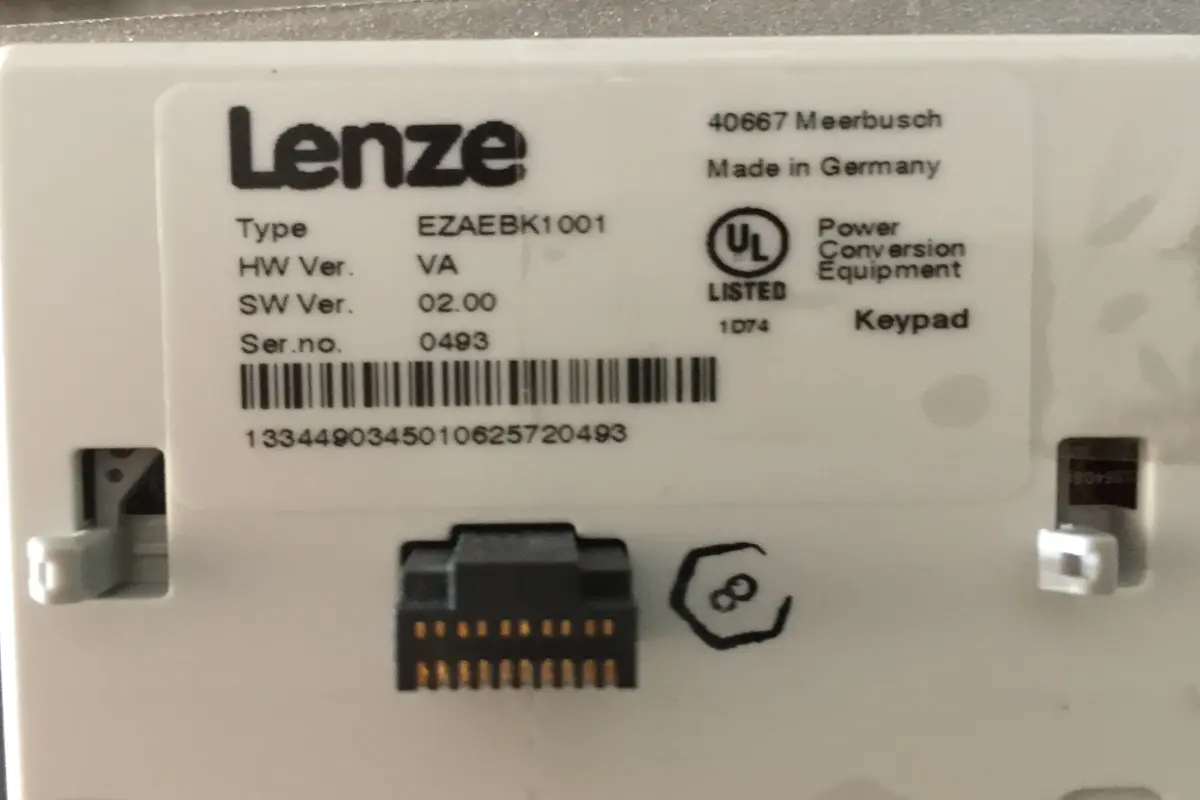 Lenze
40667 Meerbusch
Made in Germany
Type EZAEBK1001
HW Ver. VA
SW Ver. 02.00
Ser.no. 0493
1334490345010625720493
UL
LISTED
1D74
Power
Conversion
Equipment
Keypad
8